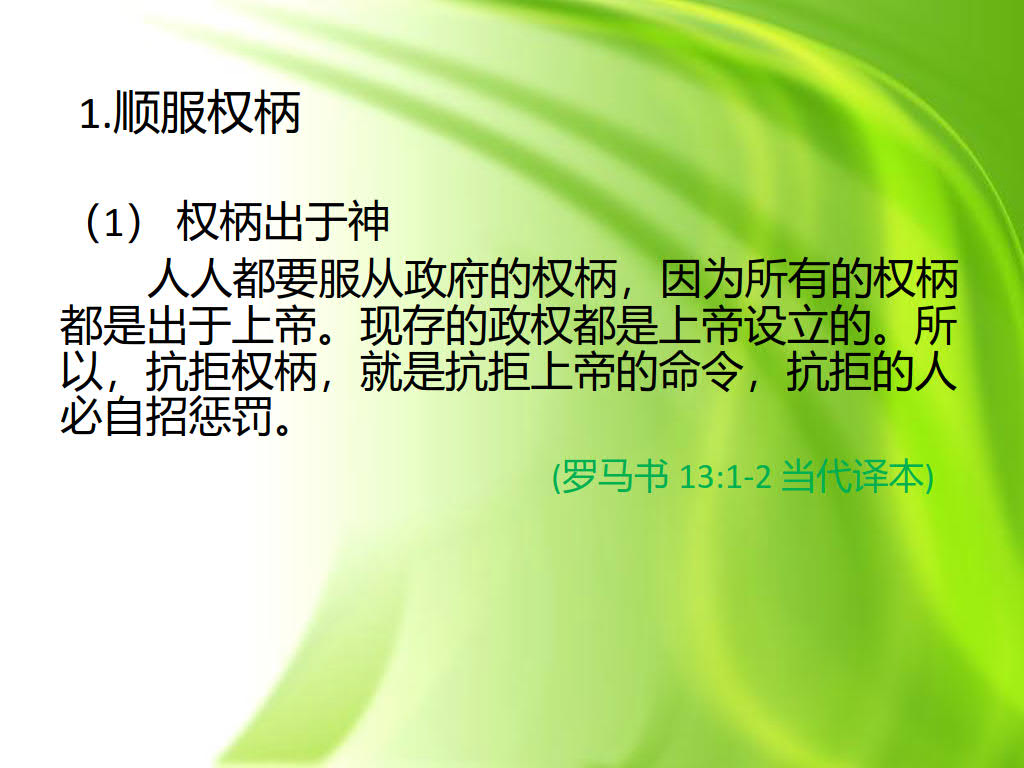 1.顺服权柄
（1） 权柄出于神
人人都要服从政府的权柄，因为所有的权柄
都是出于上帝。现存的政权都是上帝设立的。所
以，抗拒权柄，就是抗拒上帝的命令，抗拒的人
必自招惩罚。
(罗马书 13:1-2 当代译本)